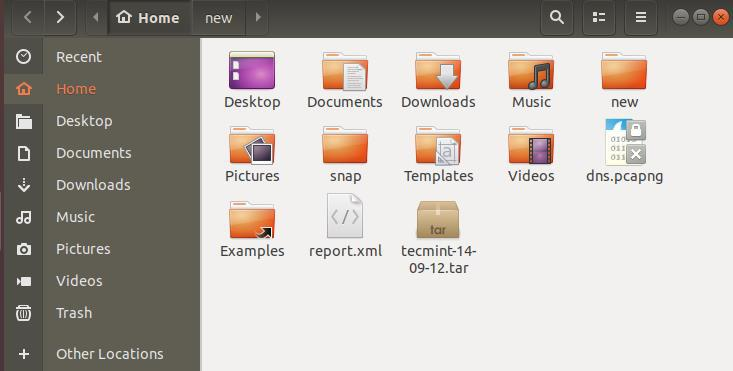 Home
new
Recent
Home
Desktop
Documents
Downloads
Music
Pictures
Videos
Trash
Other Locations
Desktop
Documents
Downloads
Music
new
Pictures
snap
Templates
Videos
dns.pcapng
Examples
report.xml
tar
tecmint-14-
09-12.tar